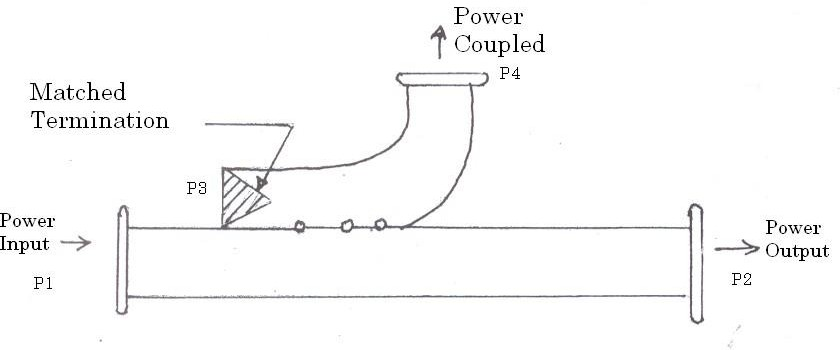 Power
Coupled
P4
Matched
Termination
P3
Power
Input
P1
Power
Output
P2